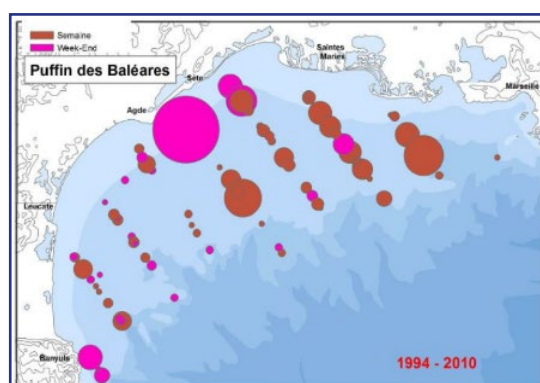 Semaine
Week-End
Puffin des Baléares
Saintes
Maries
Sète
Marseille
Agde
Leucate
Banyuls
1994 - 2010